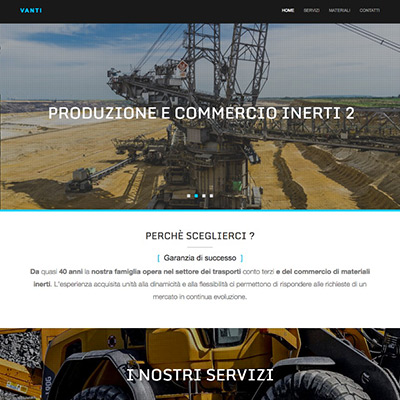 VANTI
HOME SERVIZI MATERIALI CONTATTI
PRODUZIONE E COMMERCIO INERTI 2
PERCHÈ SCEGLIERCI ?
[ Garanzia di successo ]
Da quasi 40 anni la nostra famiglia opera nel settore dei trasporti conto terzi e del commercio di materiali
inerti. L'esperienza acquisita unità alla dinamicità e alla flessibilità ci permettono di rispondere alle richieste di un
mercato in continua evoluzione.
I NOSTRI SERVIZI